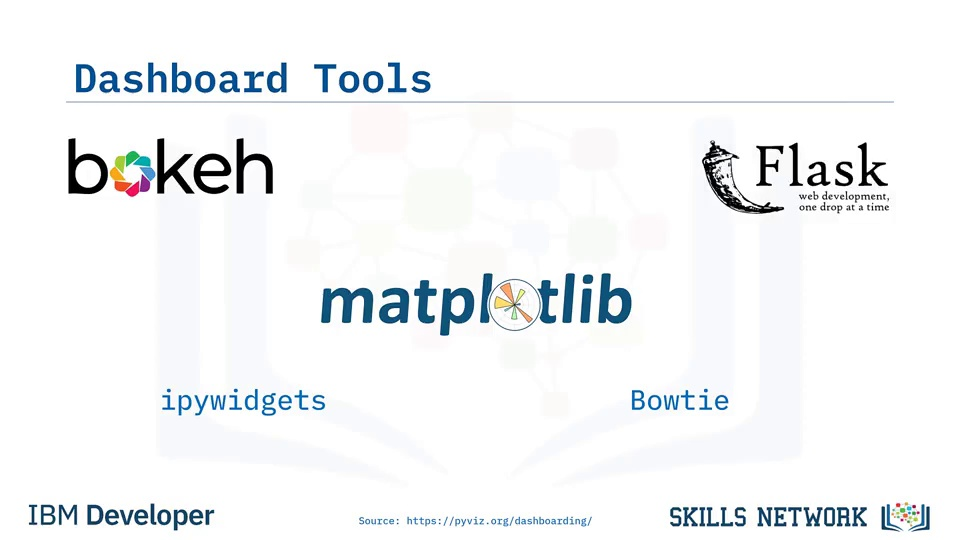 Dashboard Tools
bokeh
Flask
web development,
one drop at a time
matplotlib
ipywidgets
Bowtie
IBM Developer
Source: https://pyviz.org/dashboarding/
SKILLS NETWORK